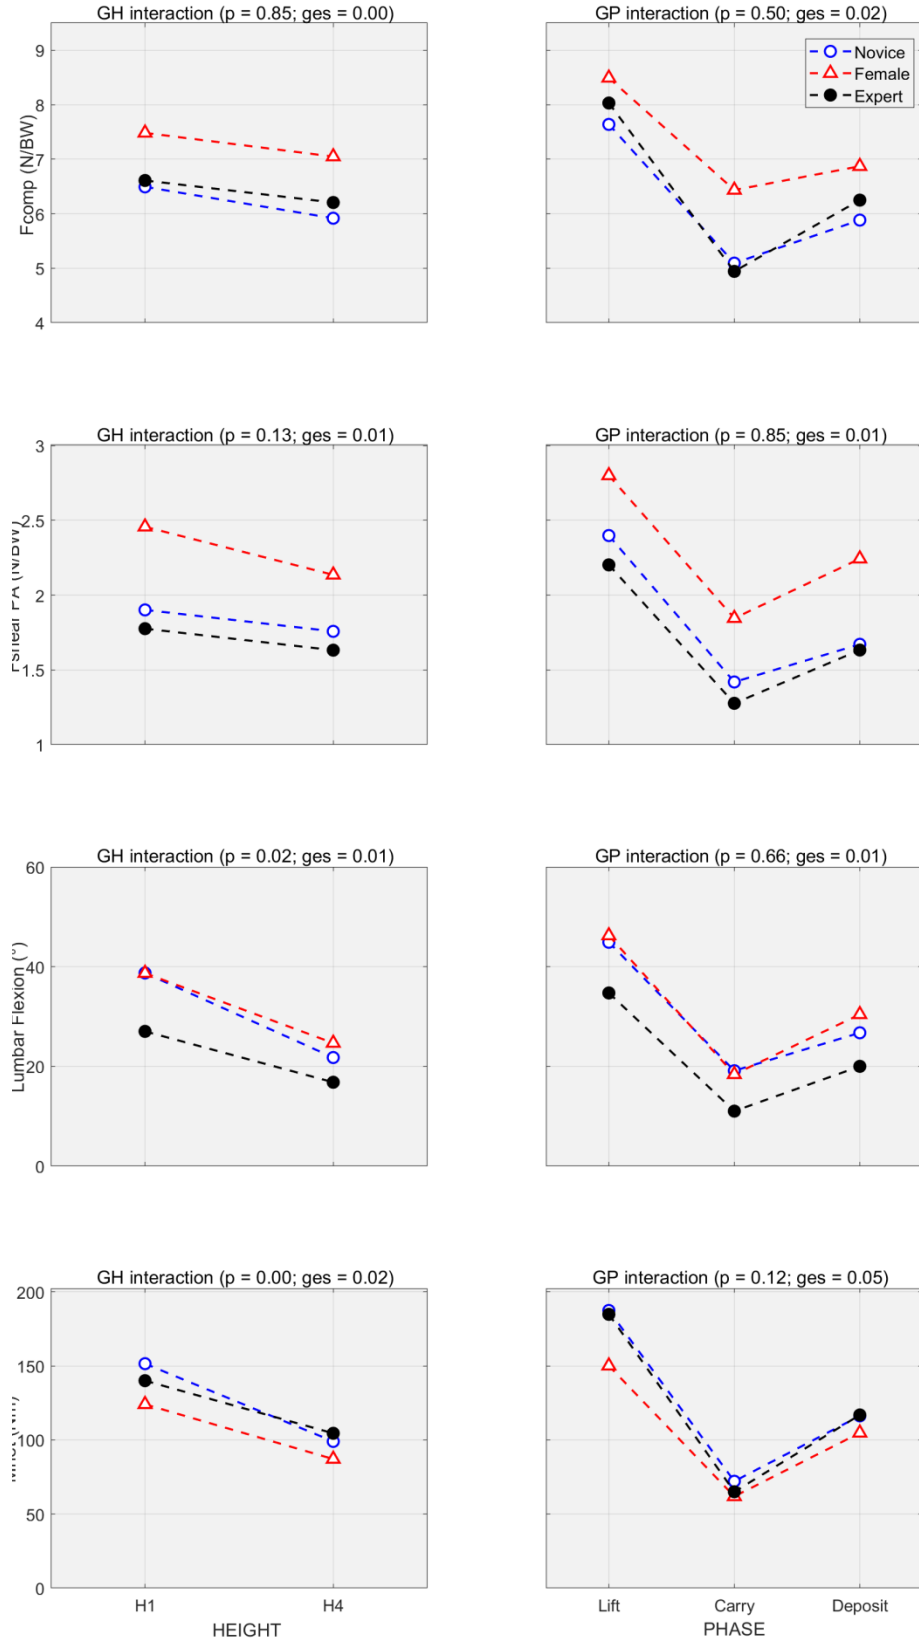 GH interaction (p = 0.85; ges = 0.00)
GP interaction (p = 0.50; ges = 0.02)
9
8
7
6
5
4
Fcomp (N/BW)
Novice
Female
Expert
GH interaction (p = 0.13; ges = 0.01)
GP interaction (p = 0.85; ges = 0.01)
3
2.5
2
1.5
1
PA (N/BW)
GH interaction (p = 0.02; ges = 0.01)
GP interaction (p = 0.66; ges = 0.01)
60
40
20
0
Lumbar Flexion (°)
GH interaction (p = 0.00; ges = 0.02)
GP interaction (p = 0.12; ges = 0.05)
200
150
100
50
0
H1
H4
Lift
Carry
Deposit
HEIGHT
PHASE